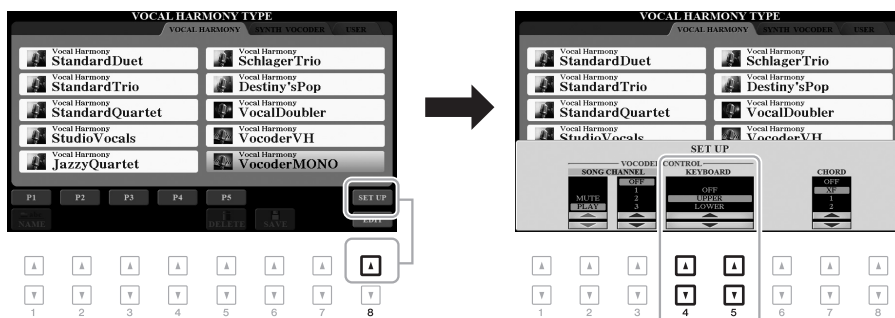 VOCAL HARMONY TYPE
VOCAL HARMONY SYNTH VOCODER USER
Vocal Harmony
StandardDuet
Vocal Harmony
SchlagerTrio
Vocal Harmony
StandardTrio
Vocal Harmony
Destiny'sPop
Vocal Harmony
StandardQuartet
Vocal Harmony
VocalDoubler
Vocal Harmony
StudioVocals
Vocal Harmony
VocoderVH
Vocal Harmony
JazzyQuartet
Vocal Harmony
VocoderMONO
P1 P2 P3 P4 P5 SET UP
NAME DELETE SAVE EDIT
1 2 3 4 5 6 7 8
VOCAL HARMONY TYPE
VOCAL HARMONY SYNTH VOCODER USER
Vocal Harmony
StandardDuet
Vocal Harmony
SchlagerTrio
Vocal Harmony
StandardTrio
Vocal Harmony
Destiny'sPop
Vocal Harmony
StandardQuartet
Vocal Harmony
VocalDoubler
Vocal Harmony
StudioVocals
Vocal Harmony
VocoderVH
SET UP
VOCODER CONTROL
SONG CHANNEL KEYBOARD CHORD
MUTE
PLAY
OFF
1
2
3
OFF
UPPER
LOWER
OFF
XF
1
2
1 2 3 4 5 6 7 8